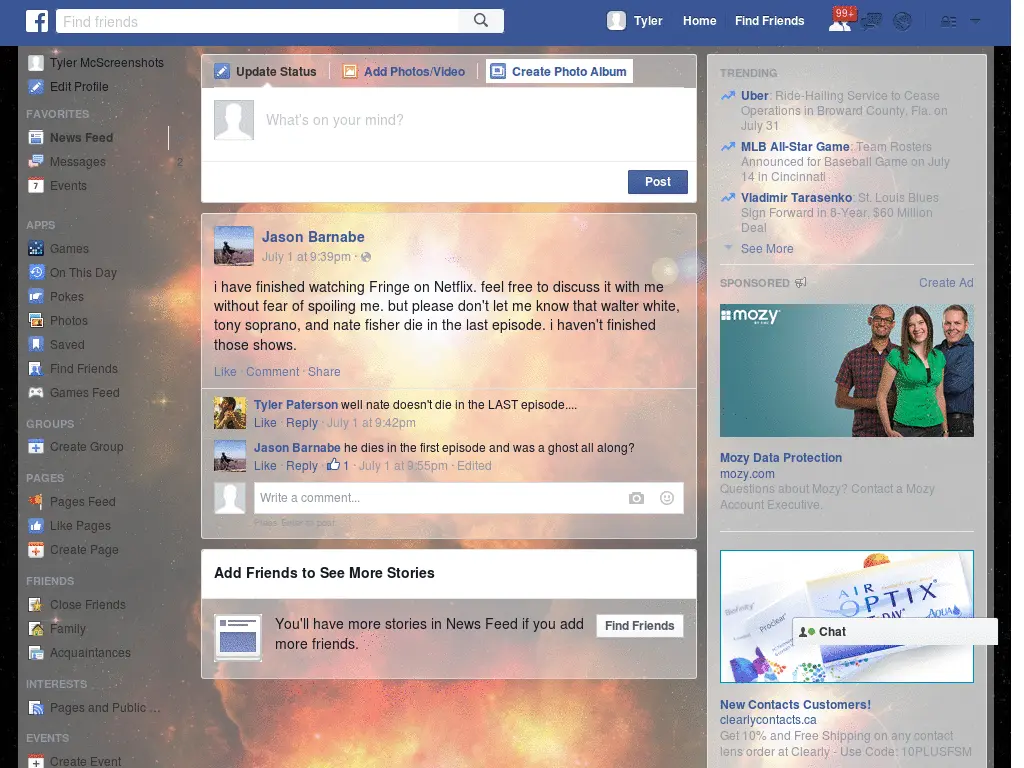 Find friends
Tyler
Home
Find Friends
99+
Tyler McScreenshots
Edit Profile
FAVORITES
News Feed
Messages
2
Events
APPS
Games
On This Day
Pokes
Photos
Saved
Find Friends
Games Feed
GROUPS
Create Group
PAGES
Pages Feed
Like Pages
Create Page
FRIENDS
Close Friends
Family
Acquaintances
INTERESTS
Pages and Public ...
EVENTS
Create Event
Update Status
Add Photos/Video
Create Photo Album
What's on your mind?
Post
Jason Barnabe
July 1 at 9:39pm ·
i have finished watching Fringe on Netflix. feel free to discuss it with me
without fear of spoiling me. but please don't let me know that walter white,
tony soprano, and nate fisher die in the last episode. i haven't finished
those shows.
Like · Comment · Share
Tyler Paterson well nate doesn't die in the LAST episode....
Like · Reply · July 1 at 9:42pm
Jason Barnabe he dies in the first episode and was a ghost all along?
Like · Reply · 1 · July 1 at 9:55pm · Edited
Write a comment...
Press Enter to post.
Add Friends to See More Stories
You'll have more stories in News Feed if you add
more friends.
Find Friends
TRENDING
Uber: Ride-Hailing Service to Cease
Operations in Broward County, Fla. on
July 31
MLB All-Star Game: Team Rosters
Announced for Baseball Game on July
14 in Cincinnati
Vladimir Tarasenko: St. Louis Blues
Sign Forward in 8-Year, $60 Million
Deal
See More
SPONSORED
Create Ad
mozy
Mozy Data Protection
mozy.com
Questions about Mozy? Contact a Mozy
Account Executive.
AIR
OPTIX
AQUA
Biofinity
Proclear
Chat
New Contacts Customers!
clearlycontacts.ca
Get 10% and Free Shipping on any contact
lens order at Clearly - Use Code: 10PLUSFSM